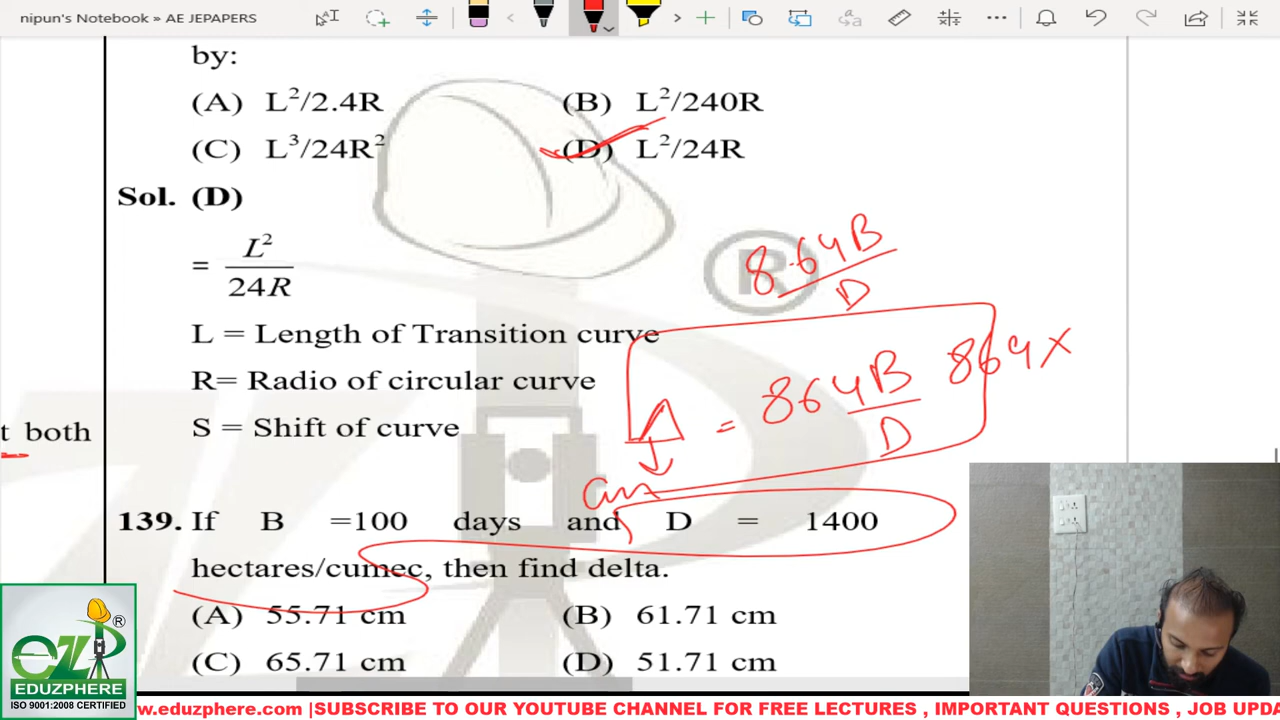 nipun's Notebook » AE JEPAPERS
by:
(A) L²/2.4R (B) L²/240R
(C) L³/24R² (D) L²/24R
Sol. (D)
= L²/24R
8.64B/D
L = Length of Transition curve
R= Radio of circular curve
864X
Δ = 864B/D
t both
S = Shift of curve
cm
139. If B =100 days and D = 1400
hectares/cumec, then find delta.
(A) 55.71 cm (B) 61.71 cm
(C) 65.71 cm (D) 51.71 cm
®
EZ
EDUZPHERE
ISO 9001:2008 CERTIFIED
®
www.eduzphere.com |SUBSCRIBE TO OUR YOUTUBE CHANNEL FOR FREE LECTURES , IMPORTANT QUESTIONS , JOB UPDA